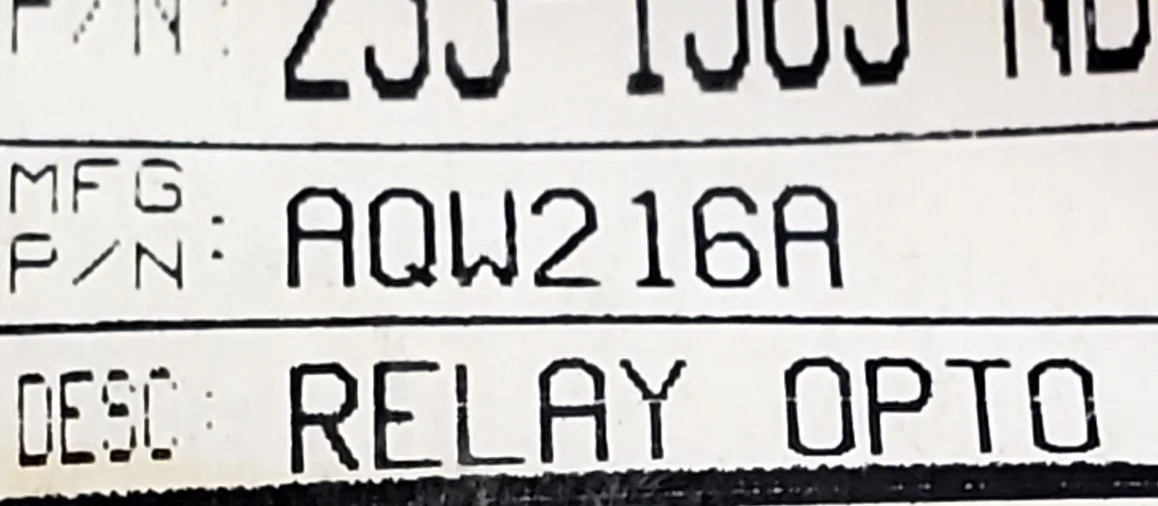 P/N:
MFG
P/N: AQW216A
DESC: RELAY OPTO